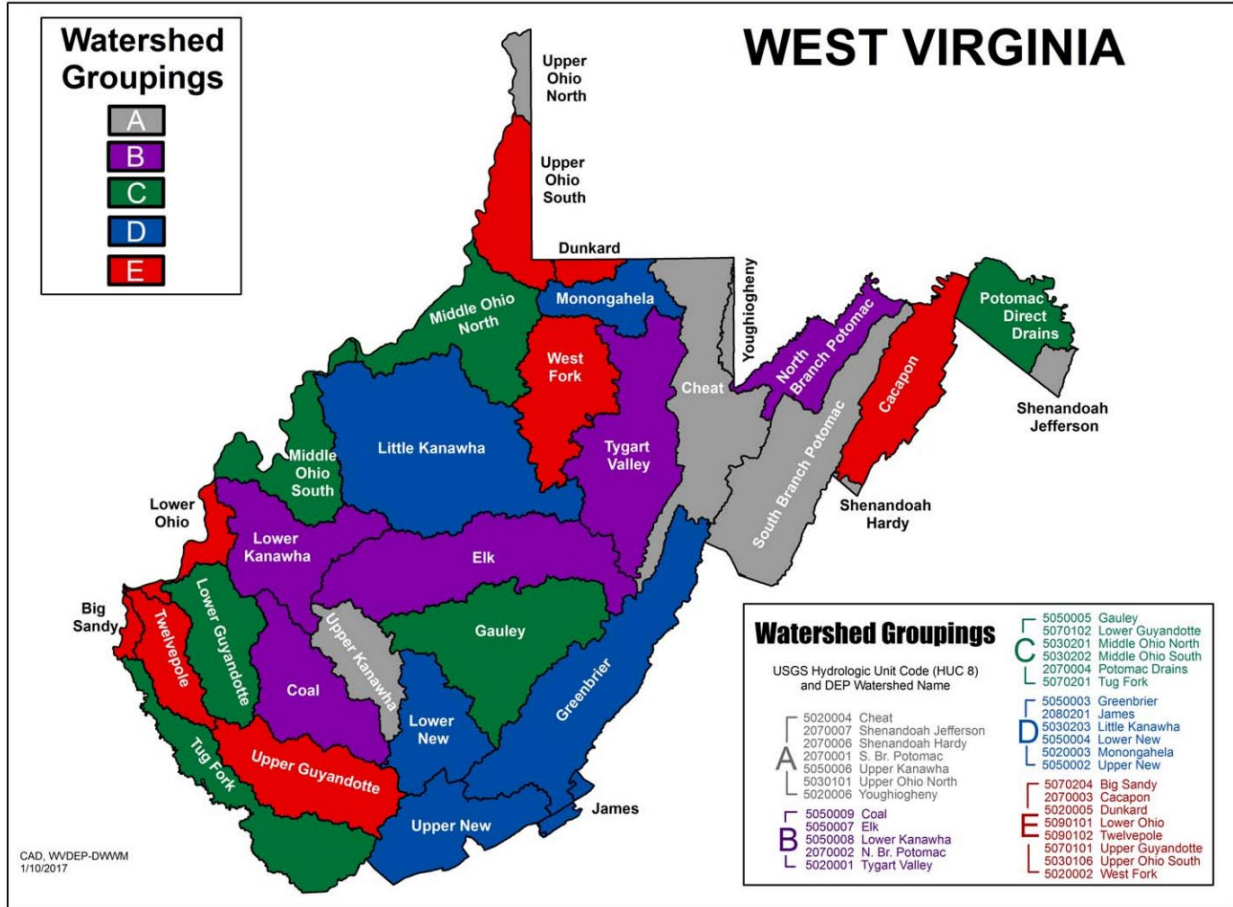 WEST VIRGINIA
Watershed
Groupings
A
B
C
D
E
Upper
Ohio
North
Upper
Ohio
South
Dunkard
Monongahela
Youghiogheny
Middle Ohio
North
West
Fork
Cheat
North
Branch Potomac
Potomac
Direct
Drains
Cacapon
South Branch Potomac
Shenandoah
Jefferson
Shenandoah
Hardy
Little Kanawha
Tygart
Valley
Middle
Ohio
South
Lower
Ohio
Lower
Kanawha
Elk
Big
Sandy
Twelvepole
Lower Guyandotte
Coal
Upper Kanawha
Gauley
Greenbrier
Lower
New
Tug Fork
Upper Guyandotte
Upper New
James
CAD, WVDEP-DWWM
1/10/2017
Watershed Groupings
USGS Hydrologic Unit Code (HUC 8)
and DEP Watershed Name
A
5020004 Cheat
2070007 Shenandoah Jefferson
2070006 Shenandoah Hardy
2070001 S. Br. Potomac
5050006 Upper Kanawha
5030101 Upper Ohio North
5020006 Youghiogheny
B
5050009 Coal
5050007 Elk
5050008 Lower Kanawha
2070002 N. Br. Potomac
5020001 Tygart Valley
C
5050005 Gauley
5070102 Lower Guyandotte
5030201 Middle Ohio North
5030202 Middle Ohio South
2070004 Potomac Drains
5070201 Tug Fork
D
5050003 Greenbrier
2080201 James
5030203 Little Kanawha
5050004 Lower New
5020003 Monongahela
5050002 Upper New
E
5070204 Big Sandy
2070003 Cacapon
5020005 Dunkard
5090101 Lower Ohio
5090102 Twelvepole
5070101 Upper Guyandotte
5030106 Upper Ohio South
5020002 West Fork